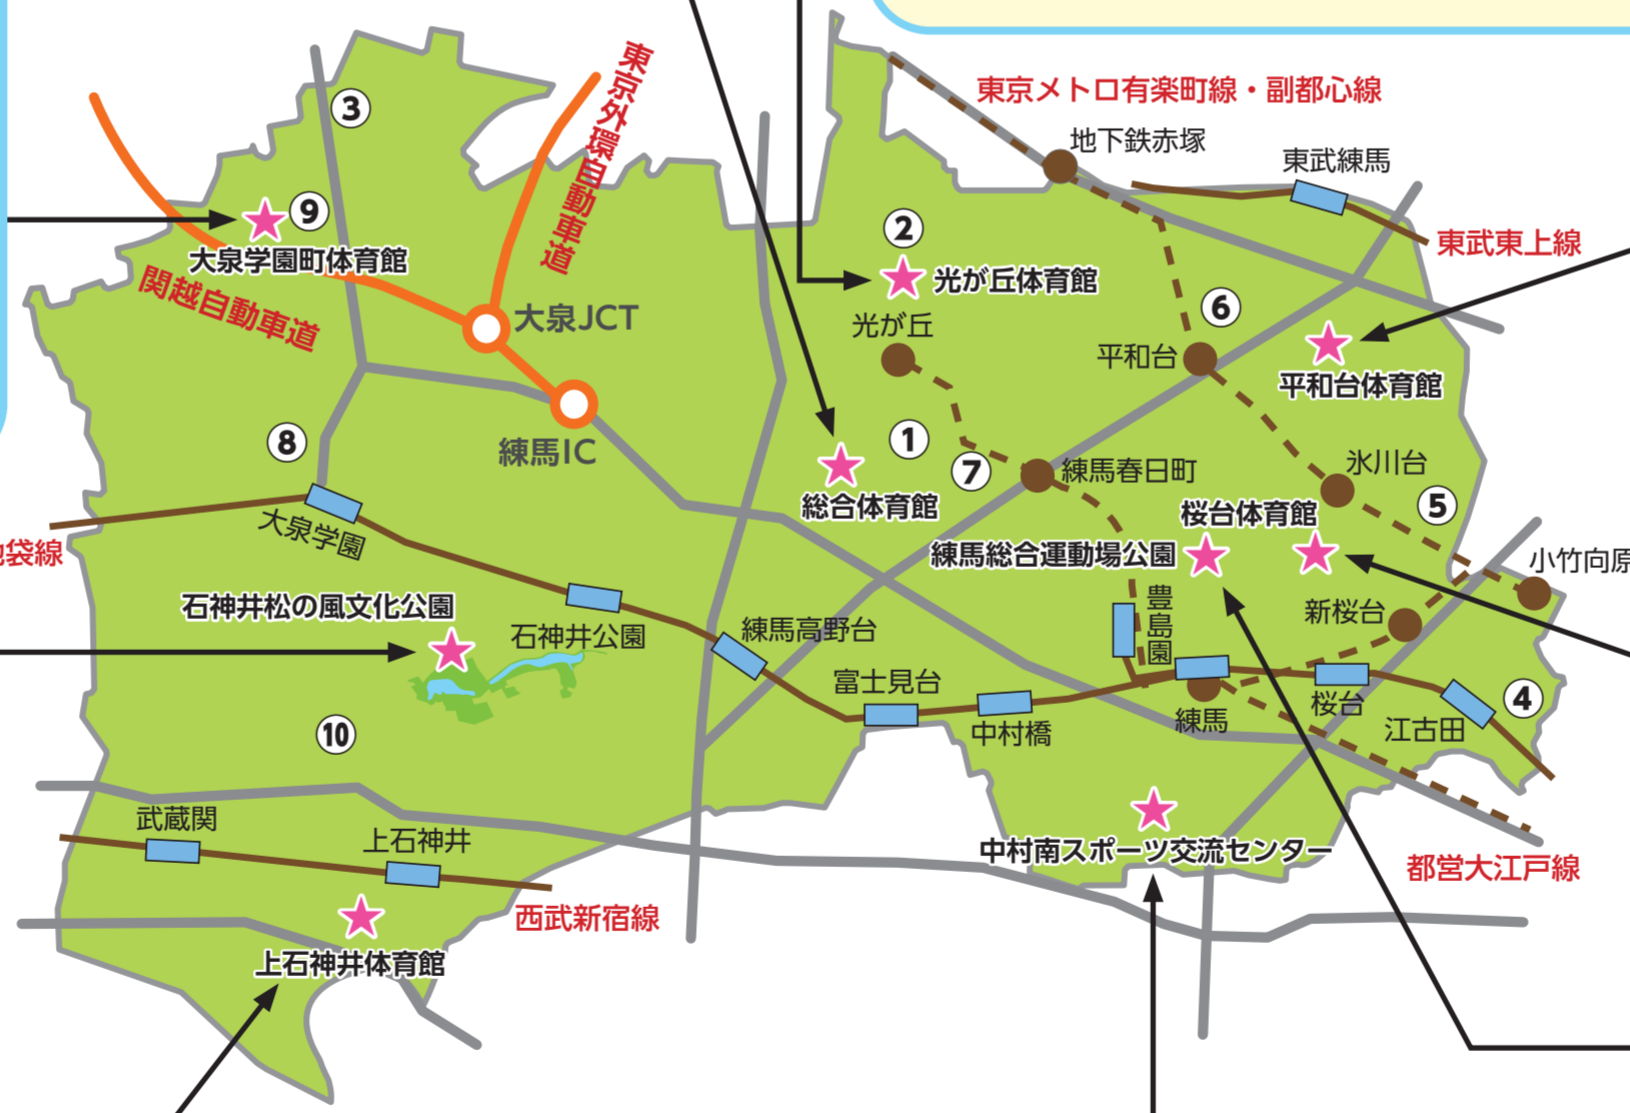 東京メトロ有楽町線・副都心線
東京外環自動車道
③
地下鉄赤塚
東武練馬
⑨
②
東武東上線
大泉学園町体育館
光が丘体育館
関越自動車道
大泉JCT
光が丘
⑥
平和台
平和台体育館
⑧
練馬IC
①
⑦
練馬春日町
氷川台
総合体育館
桜台体育館
⑤
大泉学園
袋線
練馬総合運動場公園
小竹向原
石神井松の風文化公園
石神井公園
練馬高野台
豊島園
新桜台
富士見台
⑩
中村橋
練馬
桜台
江古田
④
武蔵関
上石神井
中村南スポーツ交流センター
都営大江戸線
西武新宿線
上石神井体育館